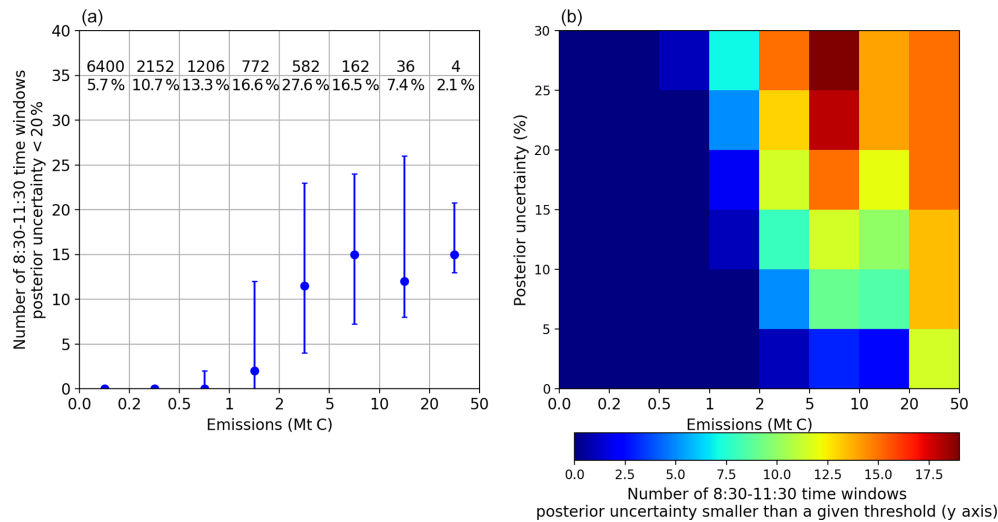 (a)
40
35
30
25
20
15
10
5
0
Number of 8:30-11:30 time windows
posterior uncertainty < 20 %
6400 2152 1206 772 582 162 36 4
5.7 % 10.7 % 13.3 % 16.6 % 27.6 % 16.5 % 7.4 % 2.1 %
0.0 0.2 0.5 1 2 5 10 20 50
Emissions (Mt C)
(b)
30
25
20
15
10
5
0
Posterior uncertainty (%)
0.0 0.2 0.5 1 2 5 10 20 50
Emissions (Mt C)
0.0 2.5 5.0 7.5 10.0 12.5 15.0 17.5
Number of 8:30-11:30 time windows
posterior uncertainty smaller than a given threshold (y axis)